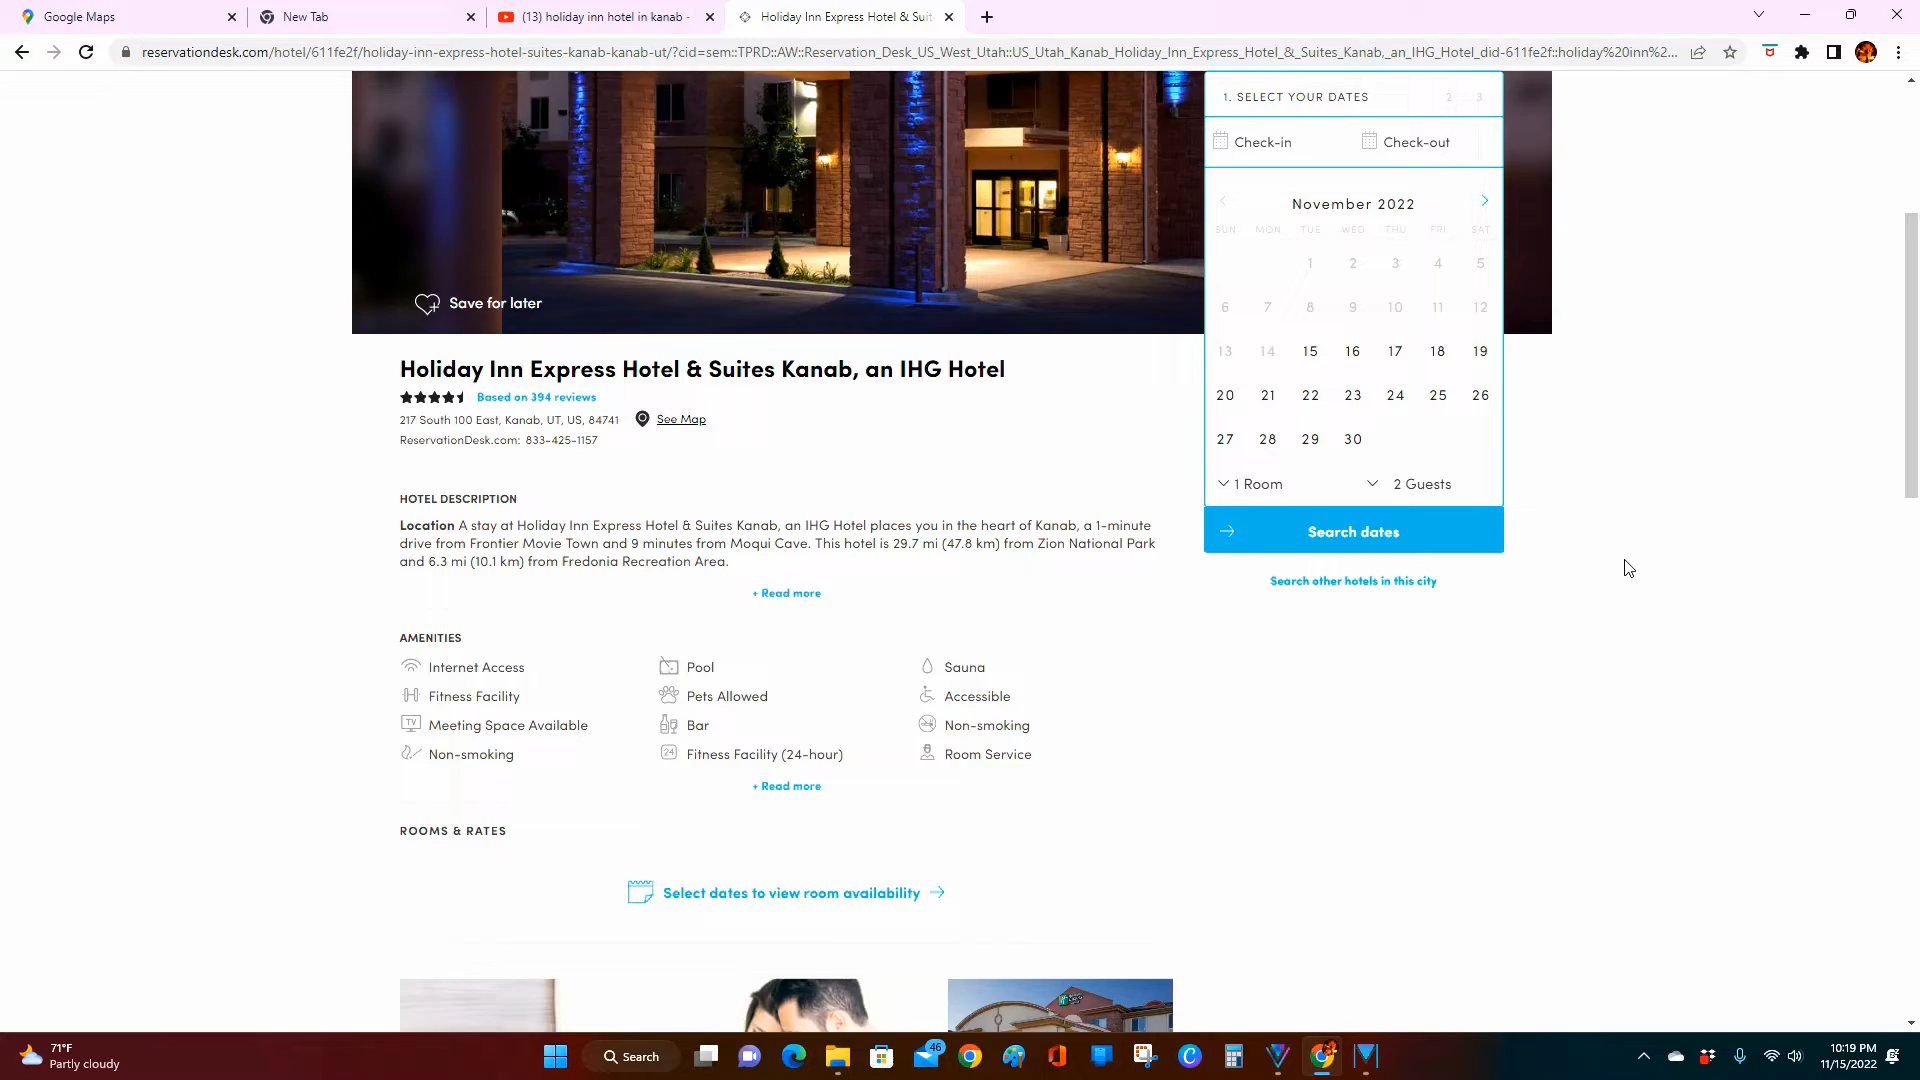 Google Maps
New Tab
(13) holiday inn hotel in kanab -
Holiday Inn Express Hotel & Suit
reservationdesk.com/hotel/611fe2f/holiday-inn-express-hotel-suites-kanab-kanab-ut/?cid=sem::TPRD::AW::Reservation_Desk_US_West_Utah::US_Utah_Kanab_Holiday_Inn_Express_Hotel_&_Suites_Kanab,_an_IHG_Hotel_did-611fe2f::holiday%20inn%2...
1. SELECT YOUR DATES 2 3
Check-in Check-out
November 2022
SUN MON TUE WED THU FRI SAT
1 2 3 4 5
6 7 8 9 10 11 12
13 14 15 16 17 18 19
20 21 22 23 24 25 26
27 28 29 30
1 Room 2 Guests
Search dates
Search other hotels in this city
Save for later
Holiday Inn Express Hotel & Suites Kanab, an IHG Hotel
Based on 394 reviews
217 South 100 East, Kanab, UT, US, 84741 See Map
ReservationDesk.com: 833-425-1157
HOTEL DESCRIPTION
Location A stay at Holiday Inn Express Hotel & Suites Kanab, an IHG Hotel places you in the heart of Kanab, a 1-minute
drive from Frontier Movie Town and 9 minutes from Moqui Cave. This hotel is 29.7 mi (47.8 km) from Zion National Park
and 6.3 mi (10.1 km) from Fredonia Recreation Area.
+ Read more
AMENITIES
Internet Access Pool Sauna
Fitness Facility Pets Allowed Accessible
TV Meeting Space Available Bar Non-smoking
Non-smoking 24 Fitness Facility (24-hour) Room Service
+ Read more
ROOMS & RATES
Select dates to view room availability
71°F
Partly cloudy
Search
46
10:19 PM
11/15/2022